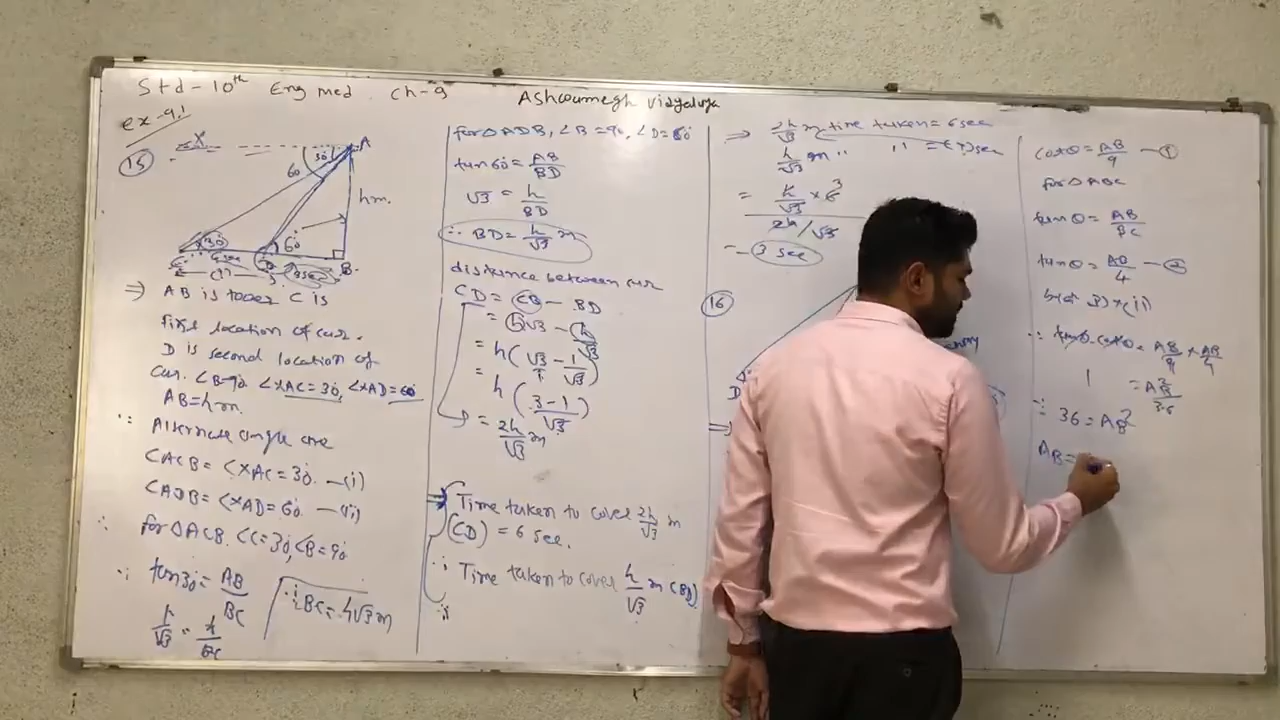 Std-10th Eng med Ch-9 Ashwamegh vidyalaya
ex-9.1
15
X
30
A
60
hm.
30
60
C
D
B
⇒ AB is tower C is
First location of car.
D is second location of
Car. ∠B=90 ∠XAC=30, ∠XAD=60
AB=hm.
∴ Alternate angle are
∠ACB = ∠XAC=30. —(i)
∠ADB= ∠XAD=60 —(ii)
∴ for △ACB. ∠C=30, ∠B=90
∴ tan30 = AB/BC
1/√3 = h/BC
∴ BC = h√3 m
for △ADB, ∠B=90, ∠D=60
tan60 = AB/BD
√3 = h/BD
∴ BD = h/√3 m
distance between car
CD = CB - BD
= h√3 - h/√3
= h(√3/1 - 1/√3)
= h(3-1/√3)
= 2h/√3 m
⇒ Time taken to cover 2h/√3 m
(CD) = 6 sec.
∴ Time taken to cover h/√3 m (BD)
⇒ 2h/√3 m time taken = 6 sec
h/√3 m " " = (?) sec
= h/√3 × 6
2h/√3
= 3 sec
16
D
⇒
cotθ = AB/9 —①
for △ABC
tanθ = AB/BC
tanθ = AB/4 —②
∴ tanθ·cotθ = AB/9 × AB/4
1 = AB²/36
∴ 36 = AB²
AB=